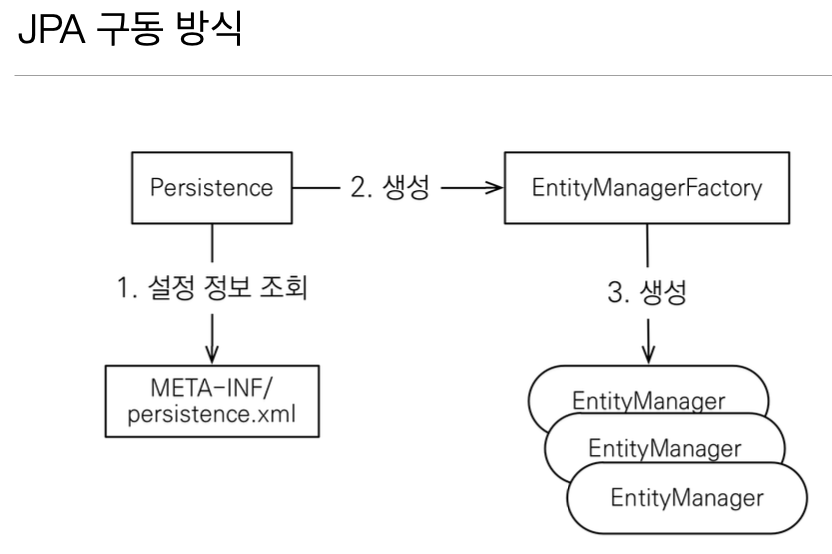 JPA 구동 방식
Persistence
2. 생성
EntityManagerFactory
1. 설정 정보 조회
3. 생성
META-INF/
persistence.xml
EntityManager
EntityManager
EntityManager